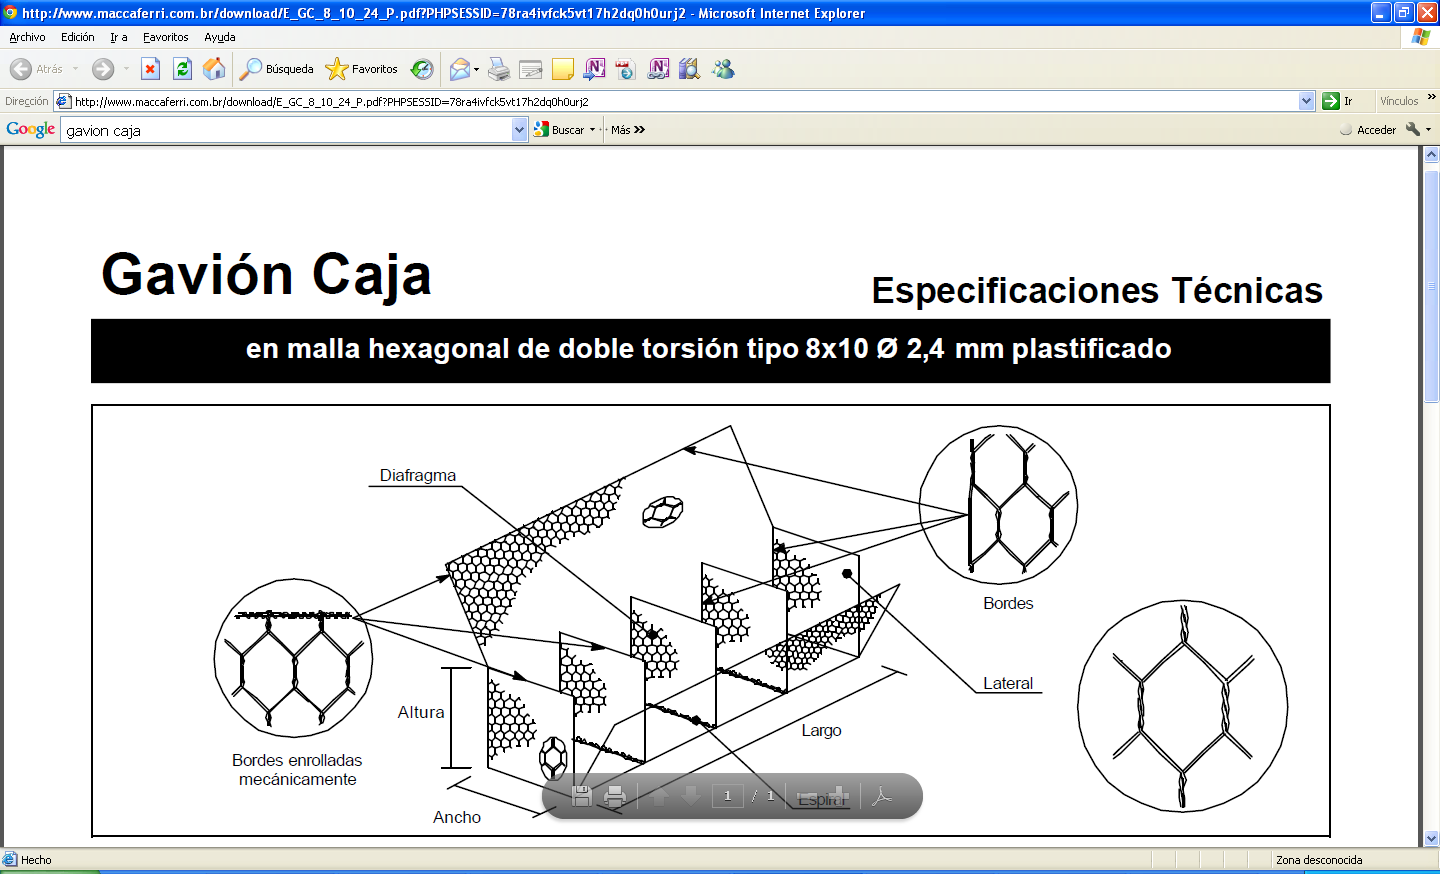 http://www.maccaferri.com.br/download/E_GC_8_10_24_P.pdf?PHPSESSID=78ra4ivfck5vt17h2dq0h0urj2 - Microsoft Internet Explorer
Archivo Edición Ir a Favoritos Ayuda
Atrás Búsqueda Favoritos
Dirección http://www.maccaferri.com.br/download/E_GC_8_10_24_P.pdf?PHPSESSID=78ra4ivfck5vt17h2dq0h0urj2 Ir Vínculos »
Google gavion caja Buscar Más » Acceder
Gavión Caja
Especificaciones Técnicas
en malla hexagonal de doble torsión tipo 8x10 Ø 2,4 mm plastificado
Diafragma
Bordes
Lateral
Altura
Largo
Bordes enrolladas
mecánicamente
Espiral
1 / 1
Ancho
Hecho Zona desconocida